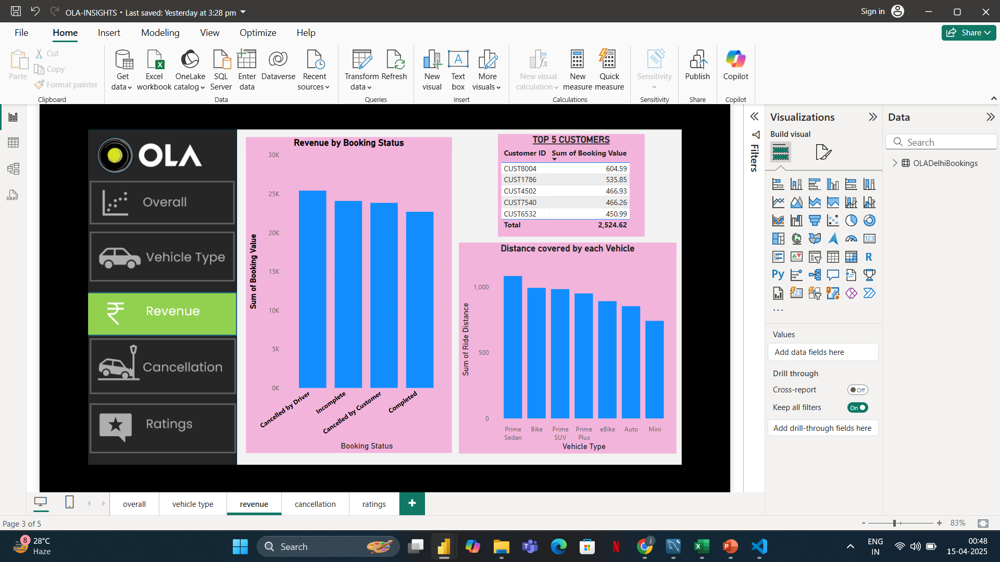 OLA-INSIGHTS • Last saved: Yesterday at 3:28 pm
Sign in
File Home Insert Modeling View Optimize Help
Share
Paste
Cut
Copy
Format painter
Clipboard
Get data
Excel workbook
OneLake catalog
SQL Server
Enter data
Dataverse
Recent sources
Data
Transform data
Refresh
Queries
New visual
Text box
More visuals
Insert
New visual calculation
New measure
Quick measure
Calculations
Sensitivity
Sensitivity
Publish
Share
Copilot
Copilot
OLA
Overall
Vehicle Type
Revenue
Cancellation
Ratings
Revenue by Booking Status
Sum of Booking Value
30K
25K
20K
15K
10K
5K
0K
Cancelled by Driver
Incomplete
Cancelled by Customer
Completed
Booking Status
TOP 5 CUSTOMERS
Customer ID Sum of Booking Value
CUST8004 604.59
CUST1786 535.85
CUST4502 466.93
CUST7540 466.26
CUST6532 450.99
Total 2,524.62
Distance covered by each Vehicle
Sum of Ride Distance
1,000
500
0
Prime Sedan
Bike
Prime SUV
Prime Plus
eBike
Auto
Mini
Vehicle Type
Filters
Visualizations
Build visual
123
R
Py
123
Values
Add data fields here
Drill through
Cross-report Off
Keep all filters On
Add drill-through fields here
Data
Search
OLADelhiBookings
DAX
overall vehicle type revenue cancellation ratings +
Page 3 of 5
- + 83%
8
28°C
Haze
Search
j
ENG
IN
00:48
15-04-2025